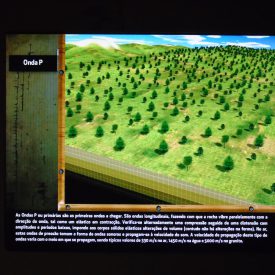 Onda P
As Ondas P ou primárias são as primeiras ondas a chegar. São ondas longitudinais, fazendo com que a rocha vibre paralelamente com a
direcção da onda, tal como um elástico em contracção. Verifica-se alternadamente uma compressão seguida de uma distensão com
amplitudes e períodos baixos, impondo aos corpos sólidos elásticos alterações de volume (contudo não há alterações na forma). No ar,
estas ondas de pressão tomam a forma de ondas sonoras e propagam-se à velocidade do som. A velocidade de propagação deste tipo de
ondas varia com o meio em que se propagam, sendo típicos valores de 330 m/s no ar, 1450 m/s na água e 5000 m/s no granito.